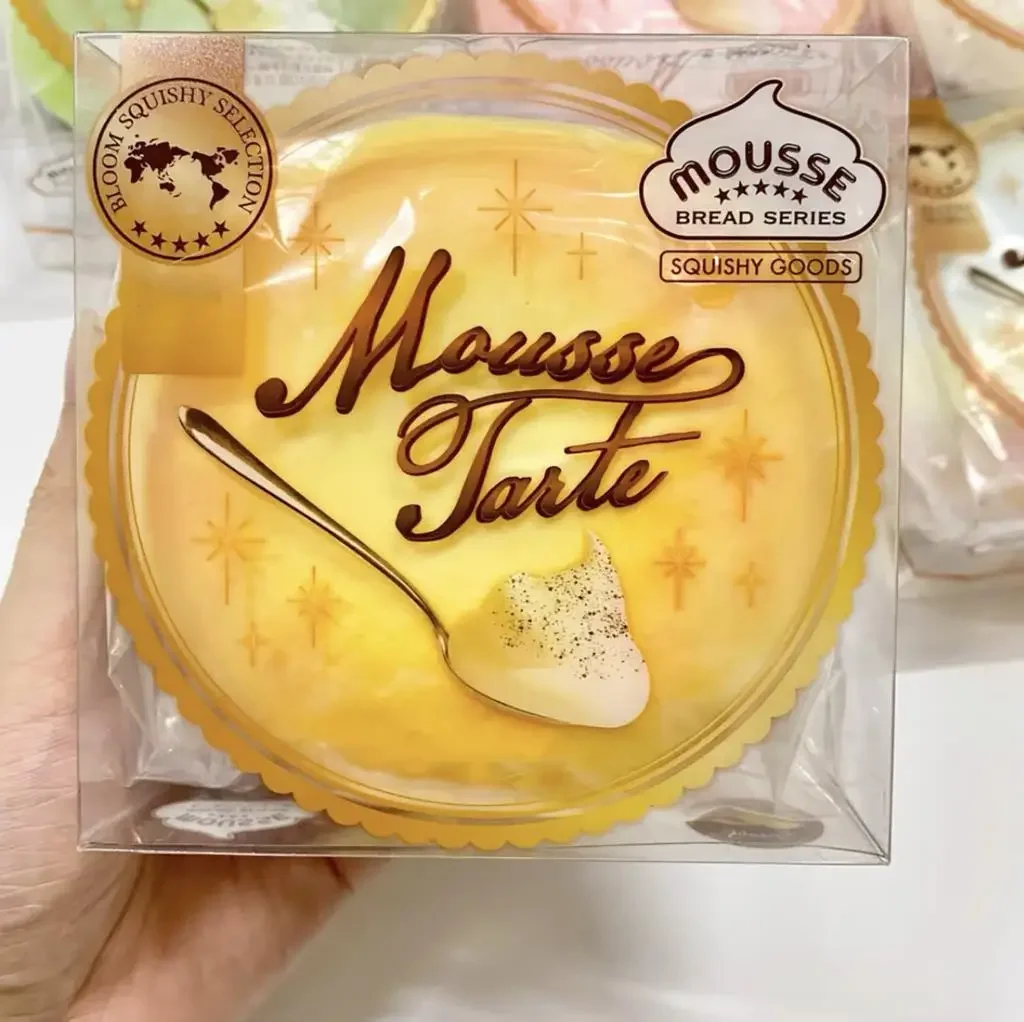 BLOOM SQUISHY SELECTION
MOUSSE
BREAD SERIES
SQUISHY GOODS
Mousse
Tarte